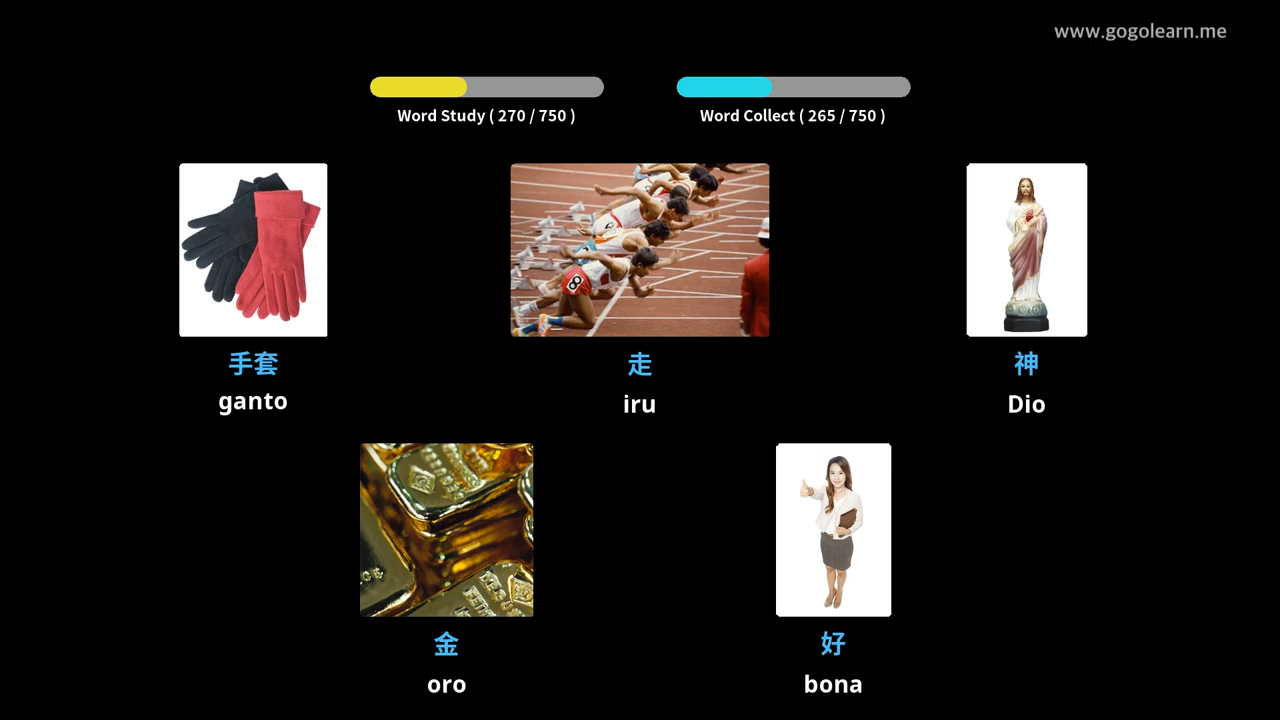 www.gogolearn.me
Word Study ( 270 / 750 )
Word Collect ( 265 / 750 )
手套
ganto
走
iru
神
Dio
金
oro
好
bona